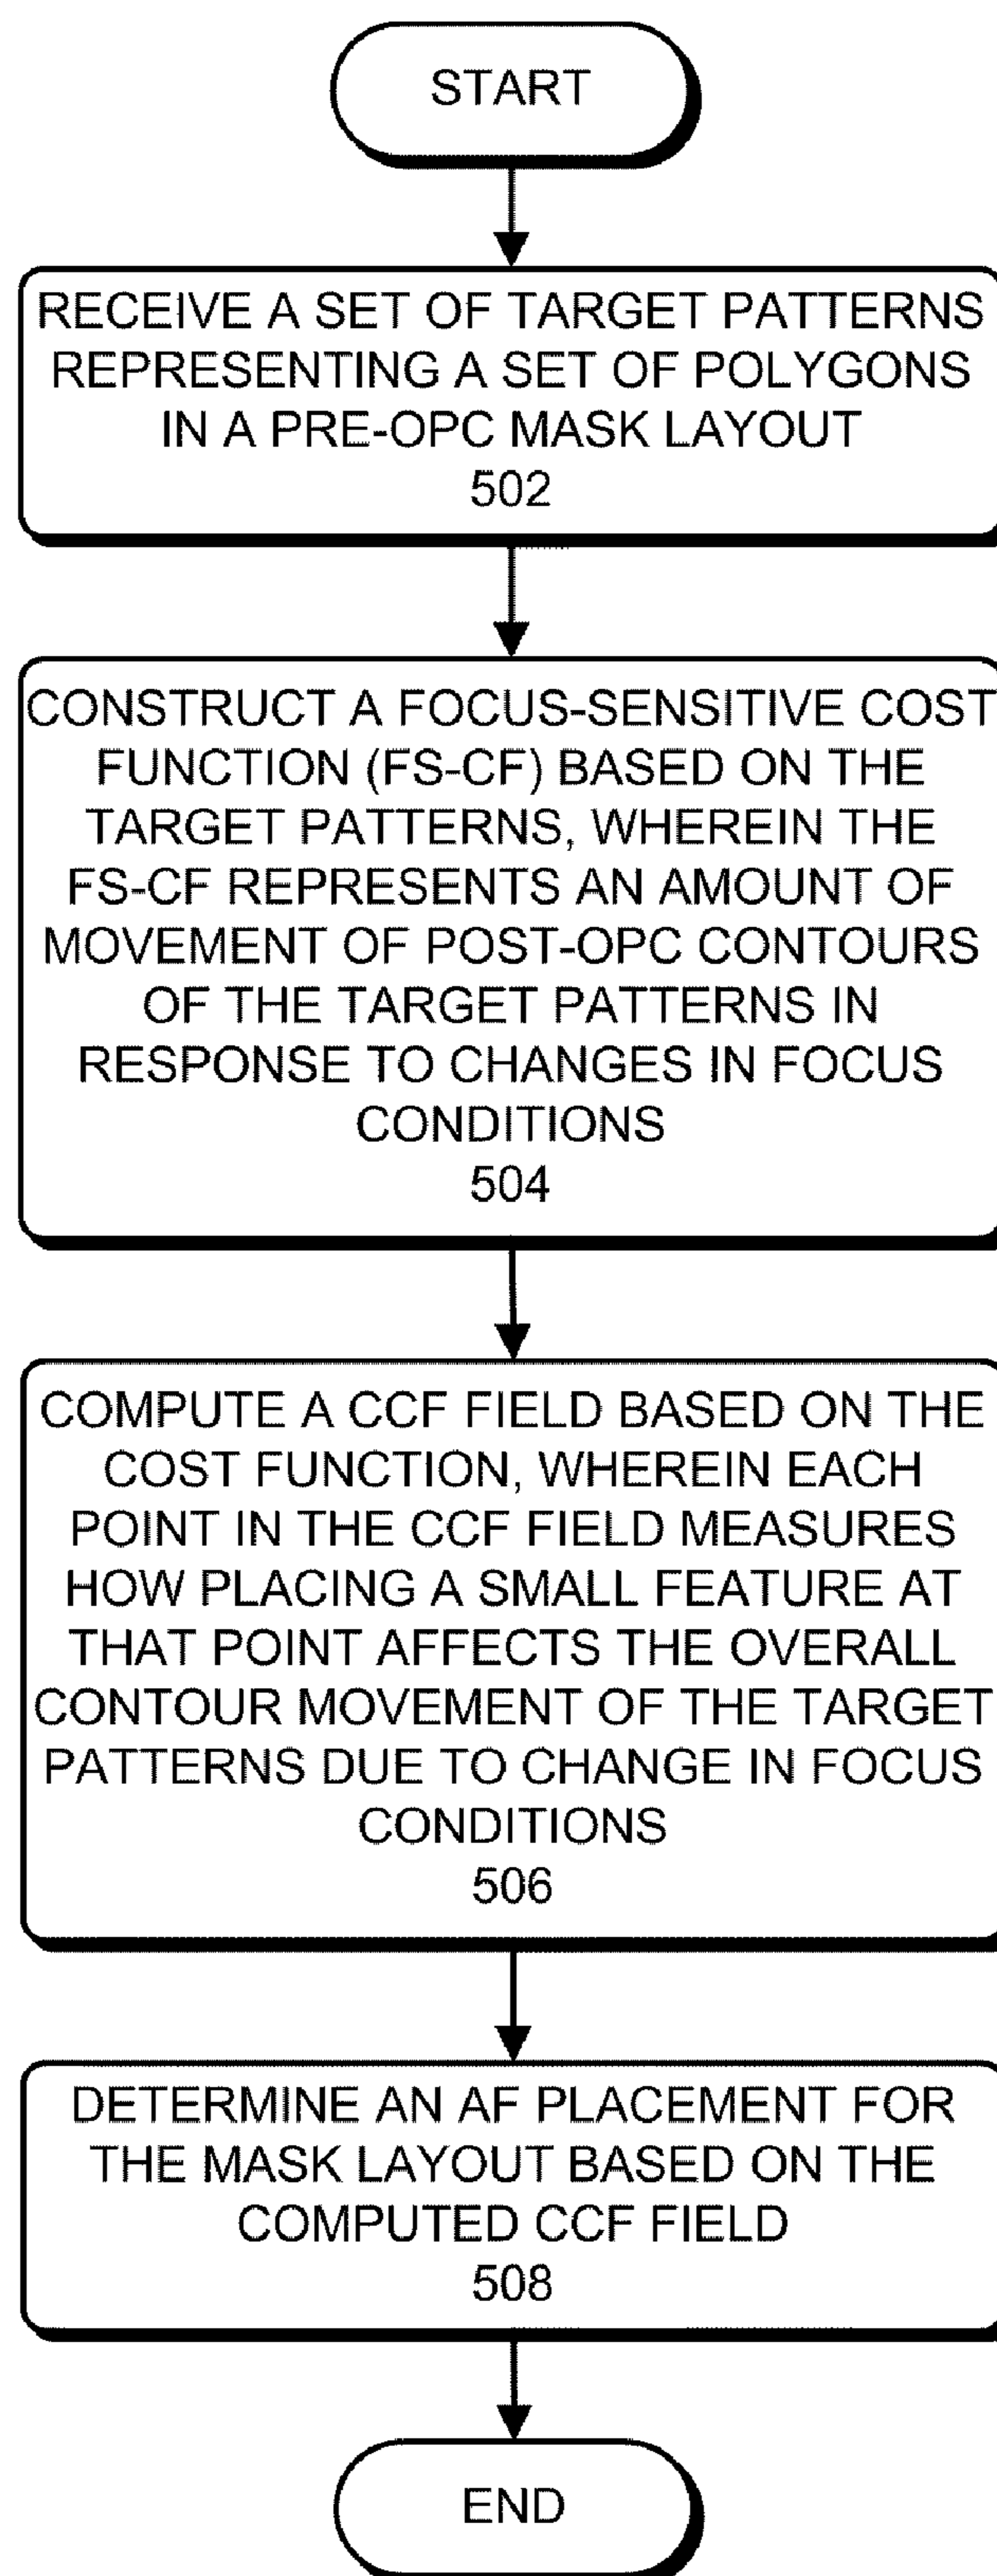 START
RECEIVE A SET OF TARGET PATTERNS
REPRESENTING A SET OF POLYGONS
IN A PRE-OPC MASK LAYOUT
502
CONSTRUCT A FOCUS-SENSITIVE COST
FUNCTION (FS-CF) BASED ON THE
TARGET PATTERNS, WHEREIN THE
FS-CF REPRESENTS AN AMOUNT OF
MOVEMENT OF POST-OPC CONTOURS
OF THE TARGET PATTERNS IN
RESPONSE TO CHANGES IN FOCUS
CONDITIONS
504
COMPUTE A CCF FIELD BASED ON THE
COST FUNCTION, WHEREIN EACH
POINT IN THE CCF FIELD MEASURES
HOW PLACING A SMALL FEATURE AT
THAT POINT AFFECTS THE OVERALL
CONTOUR MOVEMENT OF THE TARGET
PATTERNS DUE TO CHANGE IN FOCUS
CONDITIONS
506
DETERMINE AN AF PLACEMENT FOR
THE MASK LAYOUT BASED ON THE
COMPUTED CCF FIELD
508
END